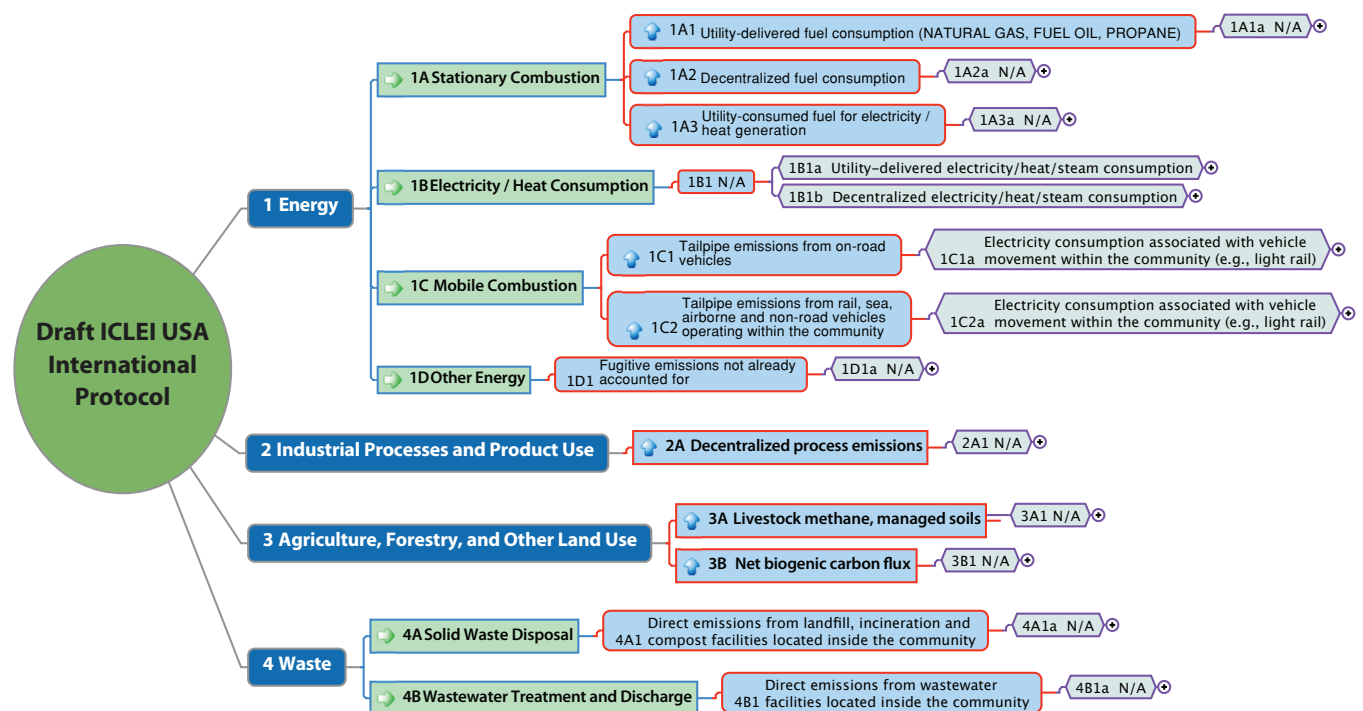 Draft ICLEI USA
International
Protocol
1 Energy
1A Stationary Combustion
1A1 Utility-delivered fuel consumption (NATURAL GAS, FUEL OIL, PROPANE)
1A1a N/A
1A2 Decentralized fuel consumption
1A2a N/A
Utility-consumed fuel for electricity /
1A3 heat generation
1A3a N/A
1B Electricity / Heat Consumption
1B1 N/A
1B1a Utility-delivered electricity/heat/steam consumption
1B1b Decentralized electricity/heat/steam consumption
1C Mobile Combustion
Tailpipe emissions from on-road
1C1 vehicles
Electricity consumption associated with vehicle
1C1a movement within the community (e.g., light rail)
Tailpipe emissions from rail, sea,
airborne and non-road vehicles
1C2 operating within the community
Electricity consumption associated with vehicle
1C2a movement within the community (e.g., light rail)
1D Other Energy
Fugitive emissions not already
1D1 accounted for
1D1a N/A
2 Industrial Processes and Product Use
2A Decentralized process emissions
2A1 N/A
3 Agriculture, Forestry, and Other Land Use
3A Livestock methane, managed soils
3A1 N/A
3B Net biogenic carbon flux
3B1 N/A
4 Waste
4A Solid Waste Disposal
Direct emissions from landfill, incineration and
4A1 compost facilities located inside the community
4A1a N/A
4B Wastewater Treatment and Discharge
Direct emissions from wastewater
4B1 facilities located inside the community
4B1a N/A